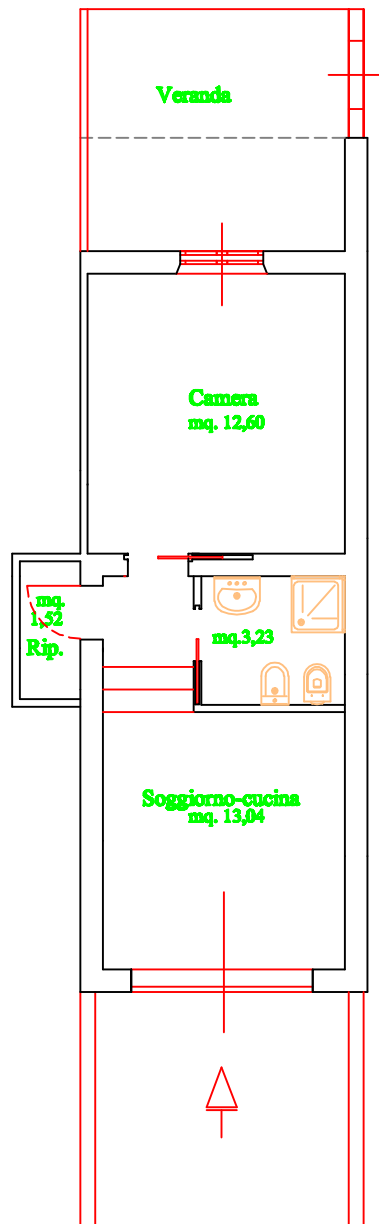 Veranda
Camera
mq. 12,60
mq.
1,52
Rip.
mq.3,23
Soggiorno-cucina
mq. 13,04